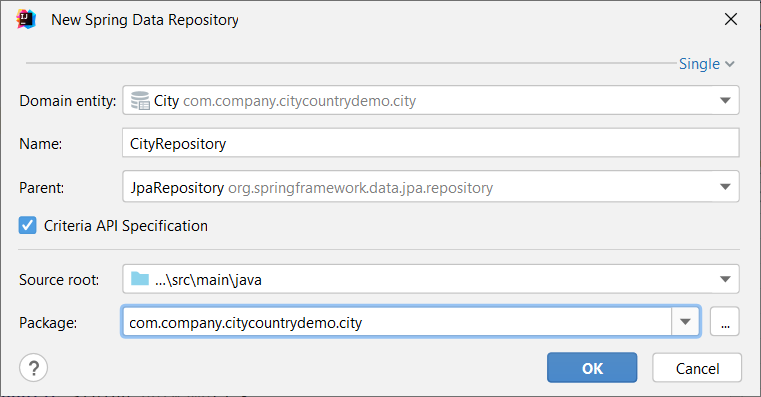 New Spring Data Repository
Single
Domain entity: City com.company.citycountrydemo.city
Name: CityRepository
Parent: JpaRepository org.springframework.data.jpa.repository
Criteria API Specification
Source root: ...\src\main\java
Package: com.company.citycountrydemo.city ...
? OK Cancel